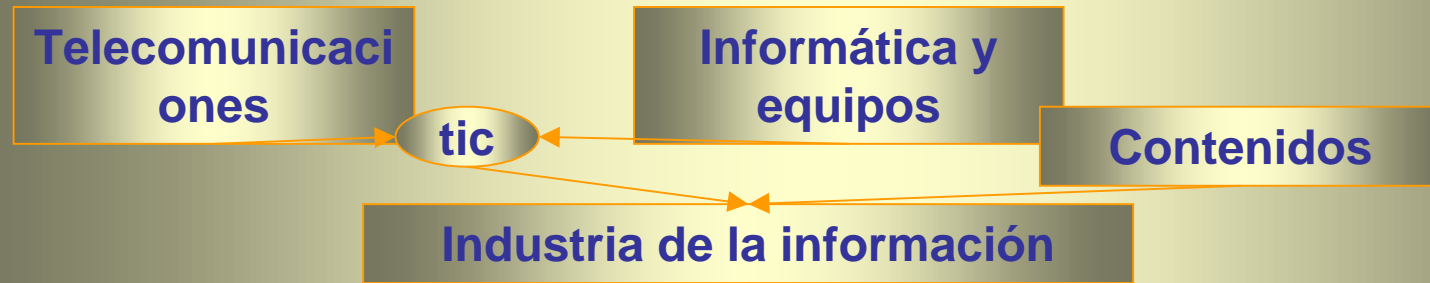 Telecomunicaci
ones
Informática y
equipos
tic
Contenidos
Industria de la información